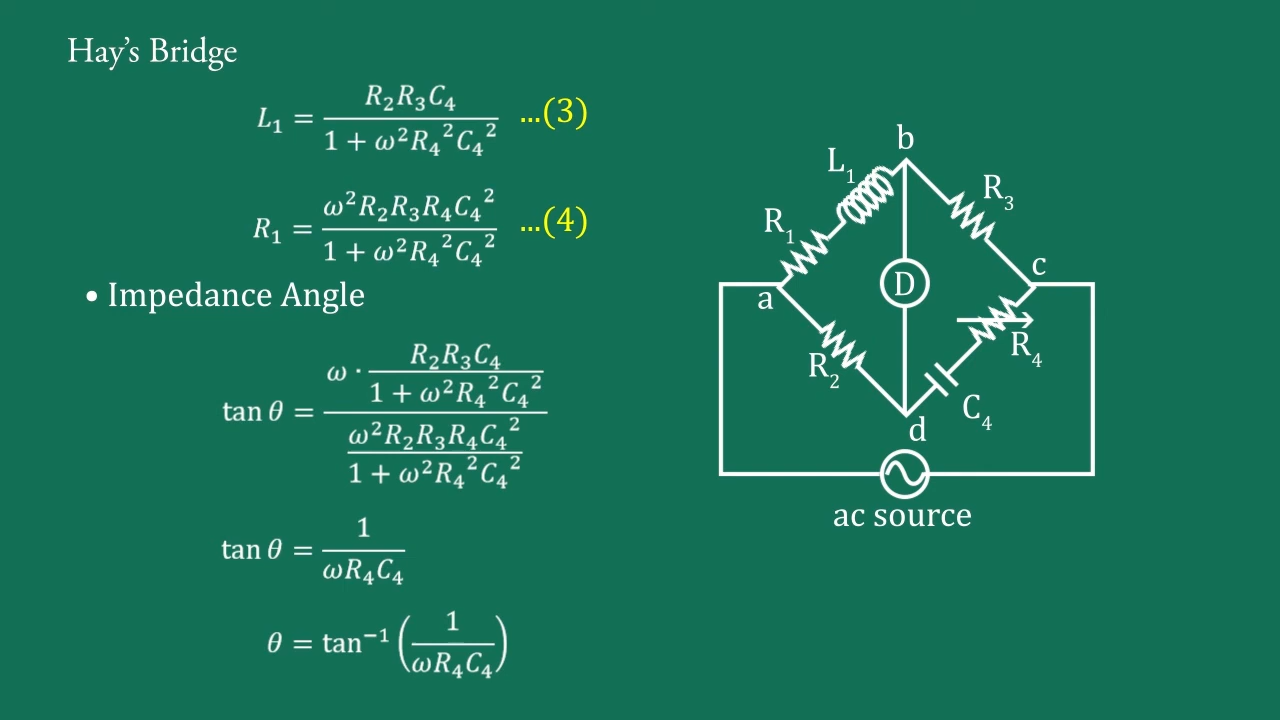 Hay's Bridge
L₁ = R₂R₃C₄ / (1 + ω²R₄²C₄²) ...(3)
R₁ = ω²R₂R₃R₄C₄² / (1 + ω²R₄²C₄²) ...(4)
• Impedance Angle
tan θ = (ω · R₂R₃C₄ / (1 + ω²R₄²C₄²)) / (ω²R₂R₃R₄C₄² / (1 + ω²R₄²C₄²))
tan θ = 1 / (ωR₄C₄)
θ = tan⁻¹ (1 / (ωR₄C₄))
b
L₁
R₃
R₁
c
a
D
R₄
R₂
C₄
d
ac source